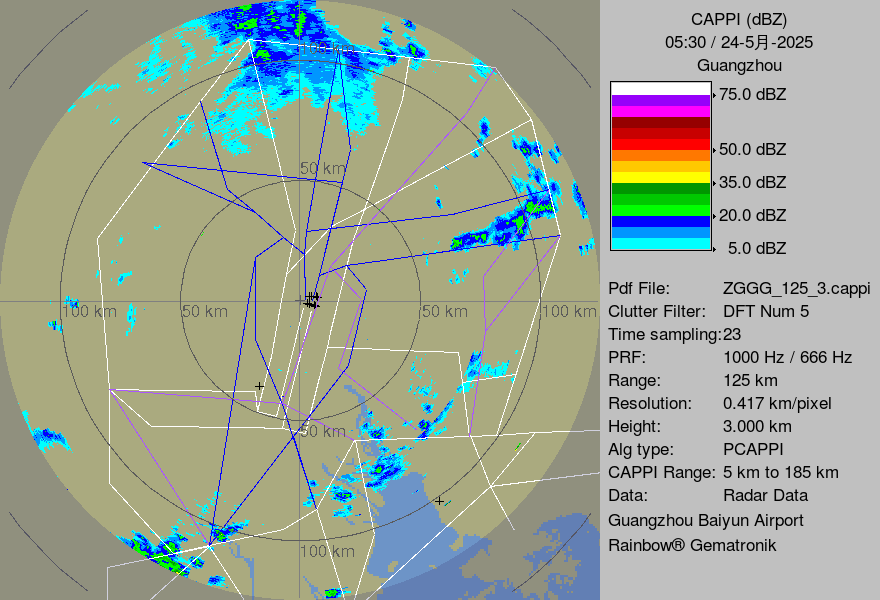 CAPPI (dBZ)
05:30 / 24-5月-2025
Guangzhou
75.0 dBZ
50.0 dBZ
35.0 dBZ
20.0 dBZ
5.0 dBZ
Pdf File: ZGGG_125_3.cappi
Clutter Filter: DFT Num 5
Time sampling:23
PRF: 1000 Hz / 666 Hz
Range: 125 km
Resolution: 0.417 km/pixel
Height: 3.000 km
Alg type: PCAPPI
CAPPI Range: 5 km to 185 km
Data: Radar Data
Guangzhou Baiyun Airport
Rainbow® Gematronik
100 km
50 km
100 km
50 km
50 km
100 km
50 km
100 km